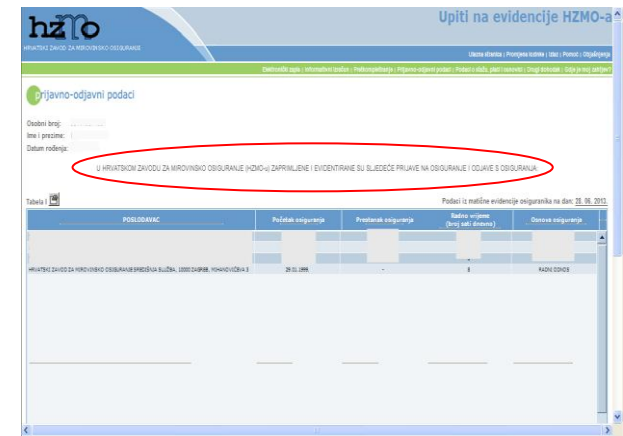 hzmo
HRVATSKI ZAVOD ZA MIROVINSKO OSIGURANJE
Upiti na evidencije HZMO-a
Ulazna stranica | Promjena lozinke | Izlaz | Pomoć | Objašnjenja
Elektronički zapis | Informativni izračun | Pretkompletiranje | Prijavno-odjavni podaci | Podaci o stažu, plaći i osnovici | Drugi dohodak | Gdje je moj zahtjev?
prijavno-odjavni podaci
Osobni broj:
Ime i prezime:
Datum rođenja:
U HRVATSKOM ZAVODU ZA MIROVINSKO OSIGURANJE (HZMO-u) ZAPRIMLJENE I EVIDENTIRANE SU SLJEDEĆE PRIJAVE NA OSIGURANJE I ODJAVE S OSIGURANJA:
Tabela I
Podaci iz matične evidencije osiguranika na dan: 28. 06. 2013.
POSLODAVAC Početak osiguranja Prestanak osiguranja Radno vrijeme (broj sati dnevno) Osnova osiguranja
HRVATSKI ZAVOD ZA MIROVINSKO OSIGURANJE SREDIŠNJA SLUŽBA, 10000 ZAGREB, MIHANOVIĆEVA 3 29.01.1999. - 8 RADNI ODNOS